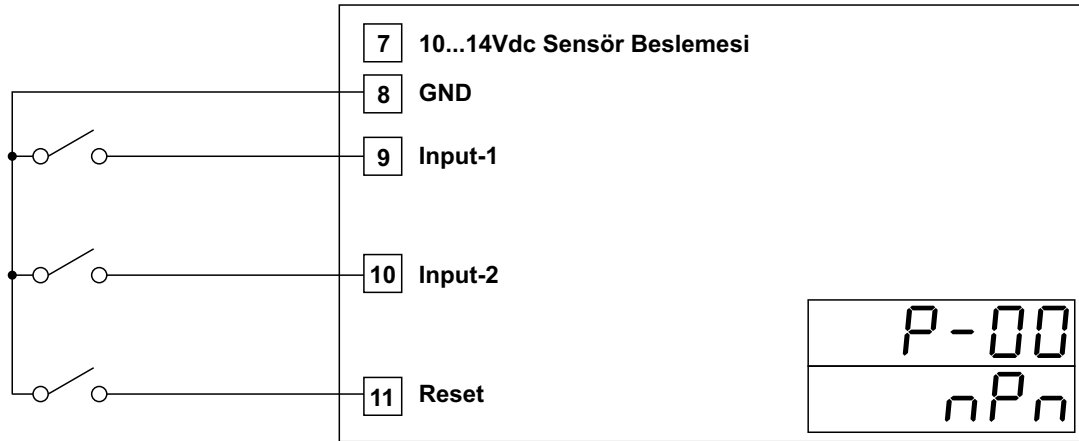 7 10...14Vdc Sensör Beslemesi
8 GND
9 Input-1
10 Input-2
11 Reset
P-00
nPn